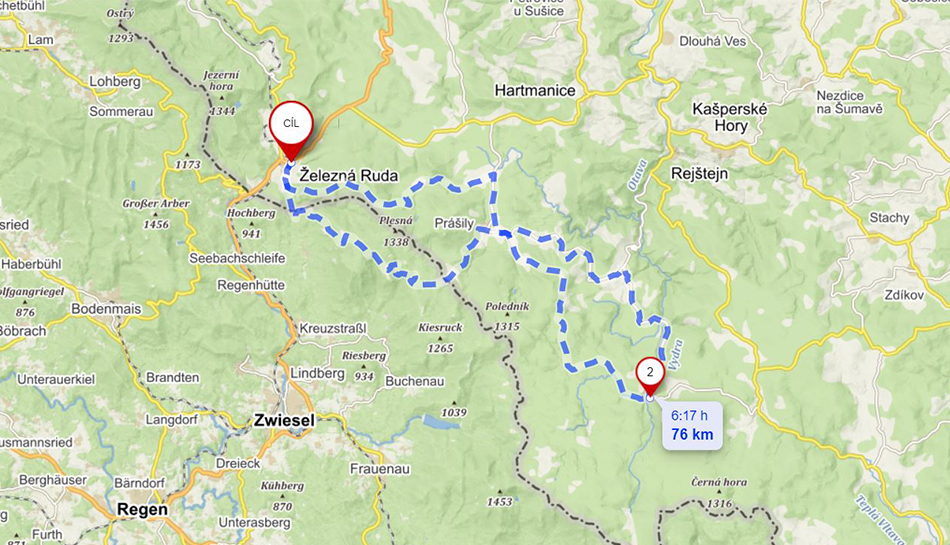 Ostrý
1293
Lam
u Sušice
Dlouhá Ves
Lohberg
Sommerau
Jezerní
hora
1344
Hartmanice
Nezdice
na Šumavě
Kašperské
Hory
CÍL
1173
Železná Ruda
Otava
Rejštejn
Großer Arber
1456
Hochberg
941
Plesná
1338
Prášily
Stachy
Seebachschleife
Haberbühl
Regenhütte
876
Bodenmais
Böbrach
Poledník
1315
Zdíkov
Kreuzstraßl
Kiesruck
1265
Riesberg
934
Lindberg
Buchenau
Vydra
2
Unterauerkiel
Brandten
6:17 h
76 km
1039
Langdorf
Zwiesel
Dreieck
Frauenau
Berghäuser
Bärndorf
Kühberg
870
Černá hora
1316
1453
Regen
Unterasberg
Furth
Teplá Vltava